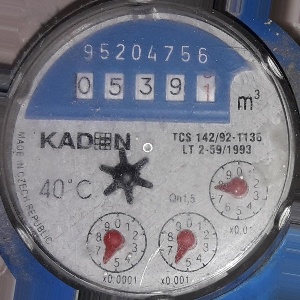 95204756
05391
m³
KADEN
TCS 142/92-1135
LT 2-59/1993
40°C
Qn1,5
x0,01
x0,0001
x0,001
MADE IN CZECH REPUBLIC